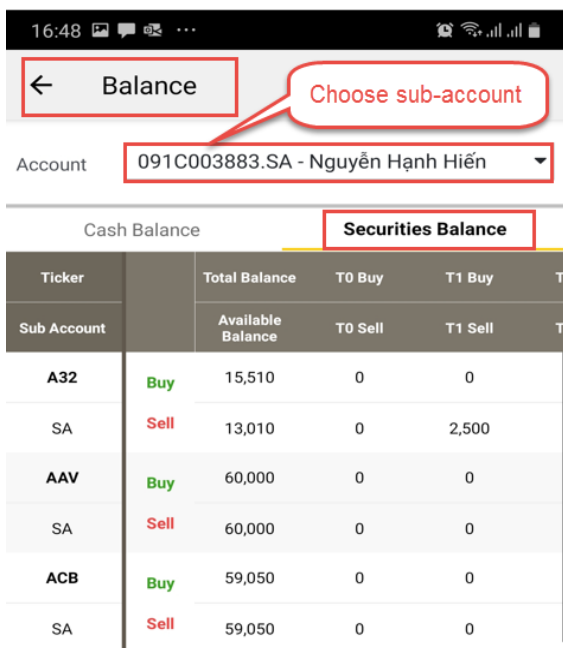 16:48
Balance
Choose sub-account
Account 091C003883.SA - Nguyễn Hạnh Hiến
Cash Balance Securities Balance
Ticker Total Balance T0 Buy T1 Buy T
Sub Account Available Balance T0 Sell T1 Sell T
A32 Buy 15,510 0 0
SA Sell 13,010 0 2,500
AAV Buy 60,000 0 0
SA Sell 60,000 0 0
ACB Buy 59,050 0 0
SA Sell 59,050 0 0